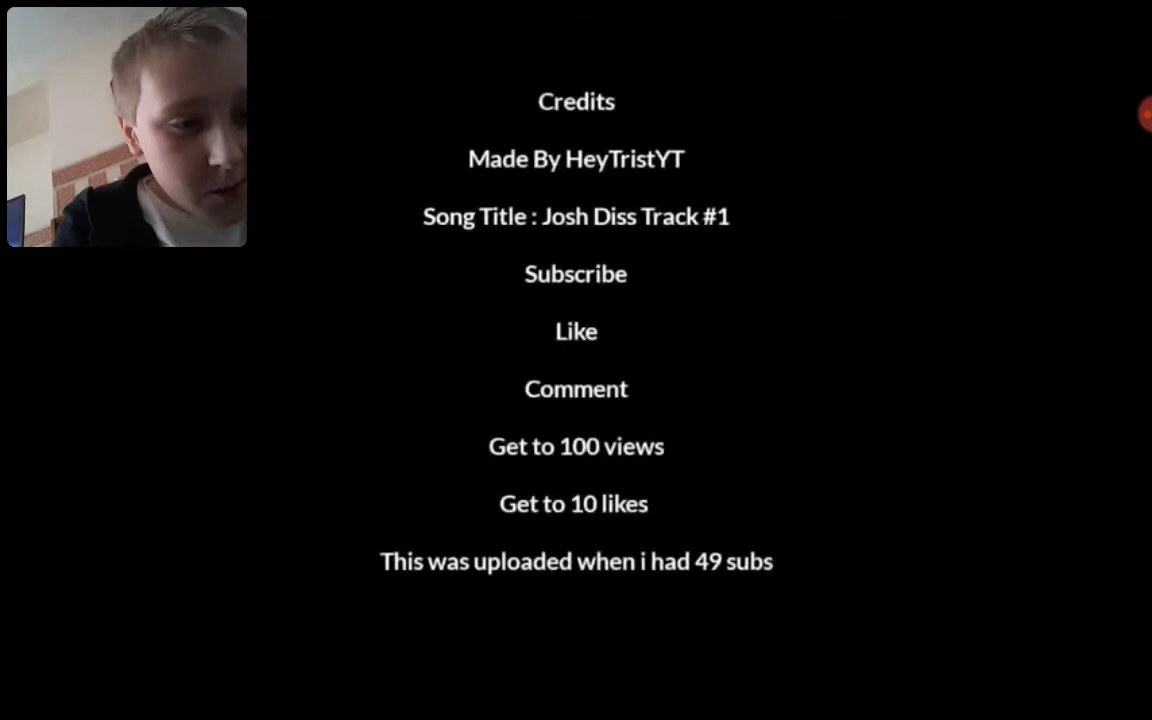 Credits
Made By HeyTristYT
Song Title : Josh Diss Track #1
Subscribe
Like
Comment
Get to 100 views
Get to 10 likes
This was uploaded when i had 49 subs